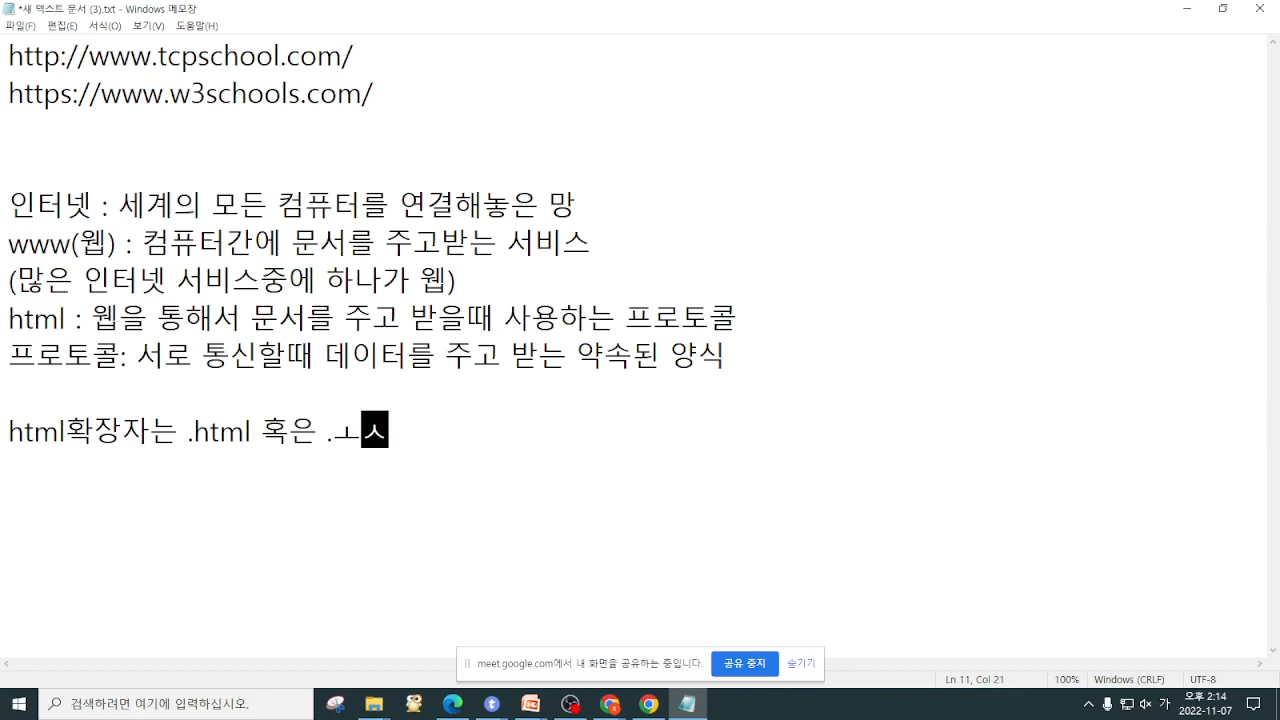 *새 텍스트 문서 (3).txt - Windows 메모장
파일(F) 편집(E) 서식(O) 보기(V) 도움말(H)
http://www.tcpschool.com/
https://www.w3schools.com/
인터넷 : 세계의 모든 컴퓨터를 연결해놓은 망
www(웹) : 컴퓨터간에 문서를 주고받는 서비스
(많은 인터넷 서비스중에 하나가 웹)
html : 웹을 통해서 문서를 주고 받을때 사용하는 프로토콜
프로토콜: 서로 통신할때 데이터를 주고 받는 약속된 양식
html확장자는 .html 혹은 .ㅗㅅ
meet.google.com에서 내 화면을 공유하는 중입니다. 공유 중지 숨기기
Ln 11, Col 21 100% Windows (CRLF) UTF-8
검색하려면 여기에 입력하십시오.
가 오후 2:14
2022-11-07